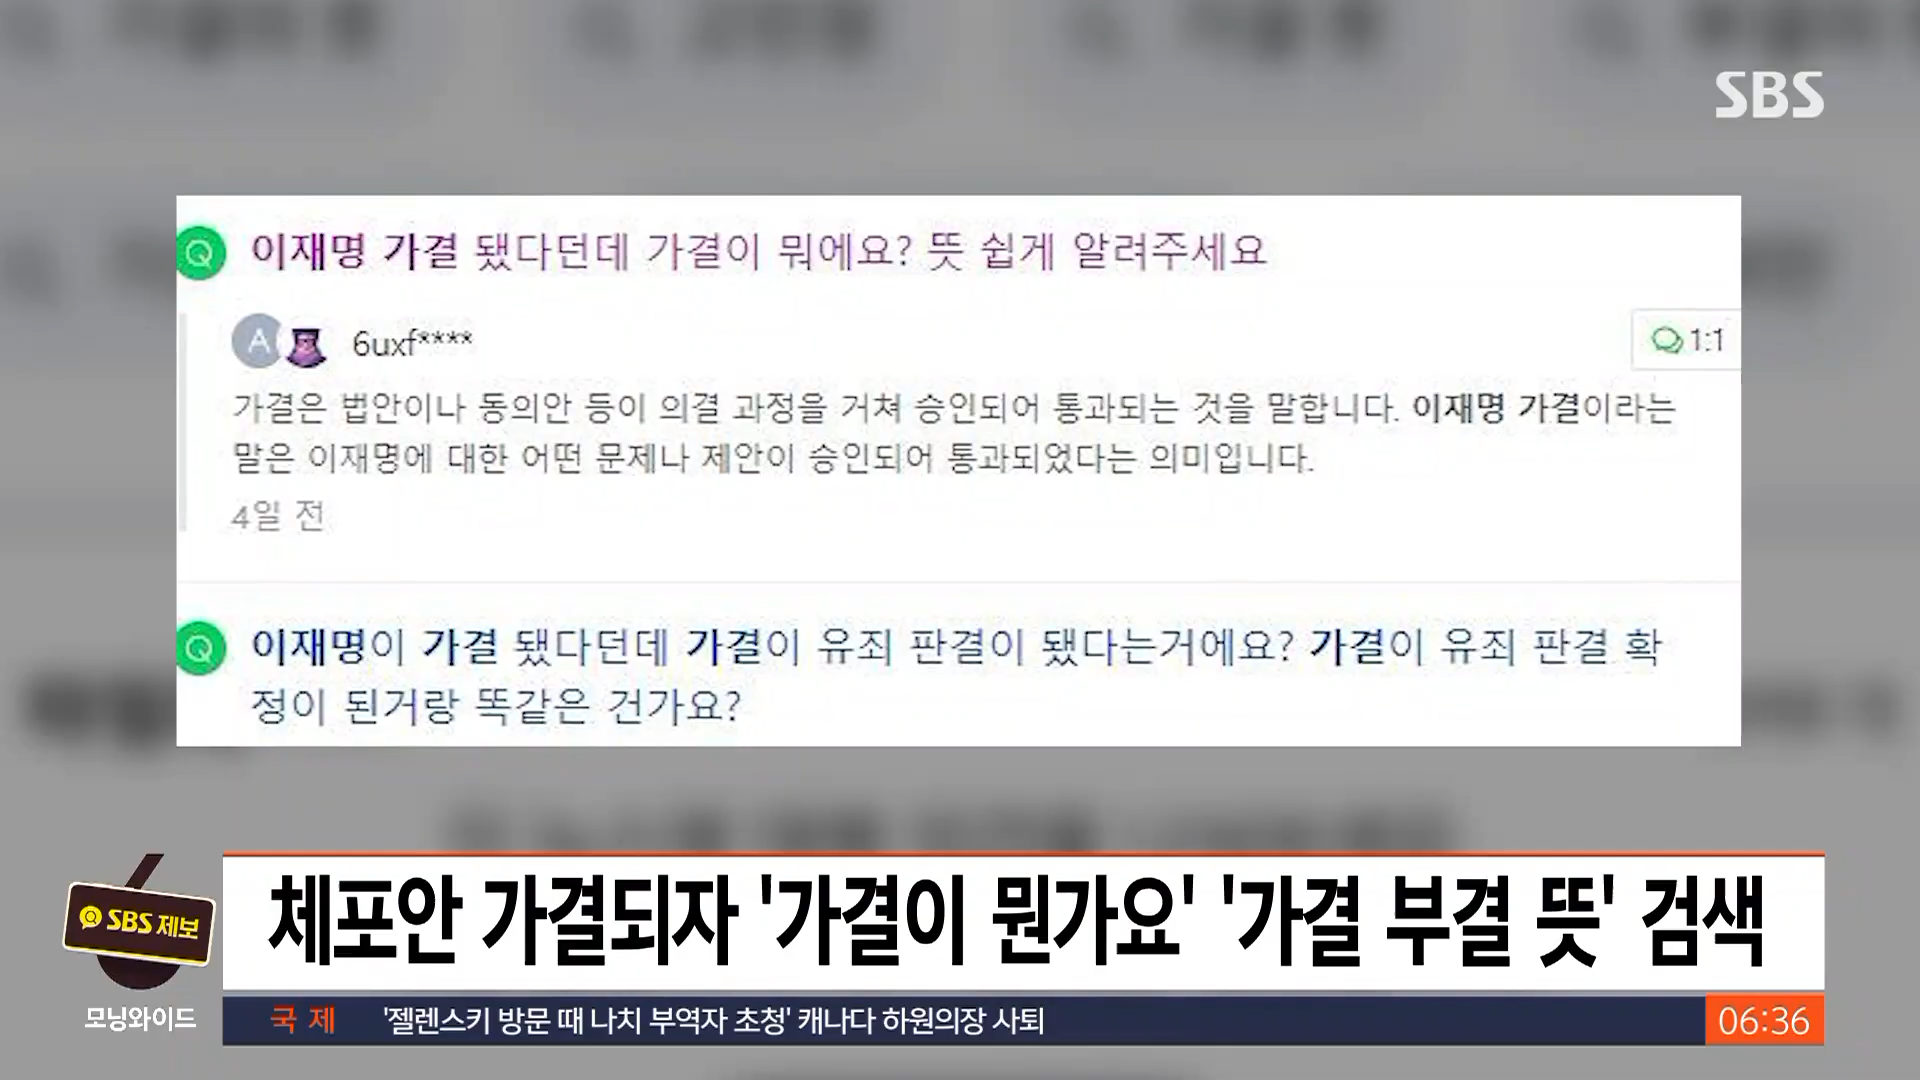 SBS
이재명 가결 됐다던데 가결이 뭐에요? 뜻 쉽게 알려주세요
A 6uxf****
1:1
가결은 법안이나 동의안 등이 의결 과정을 거쳐 승인되어 통과되는 것을 말합니다. 이재명 가결이라는
말은 이재명에 대한 어떤 문제나 제안이 승인되어 통과되었다는 의미입니다.
4일 전
이재명이 가결 됐다던데 가결이 유죄 판결이 됐다는거에요? 가결이 유죄 판결 확
정이 된거랑 똑같은 건가요?
SBS 제보
체포안 가결되자 '가결이 뭔가요' '가결 부결 뜻' 검색
모닝와이드
국 제 '젤렌스키 방문 때 나치 부역자 초청' 캐나다 하원의장 사퇴
06:36